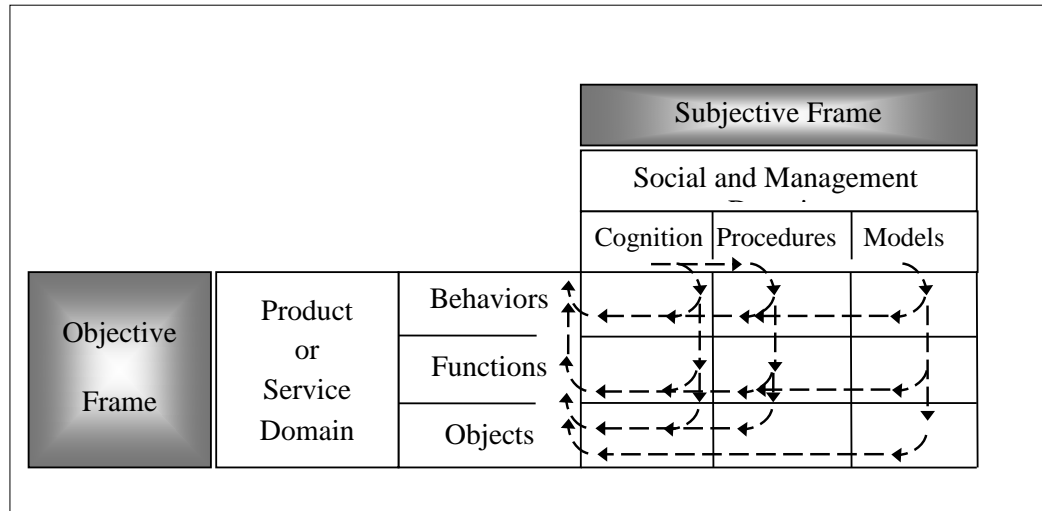 Subjective Frame
Social and Management
Cognition Procedures Models
Objective
Frame
Product
or
Service
Domain
Behaviors
Functions
Objects